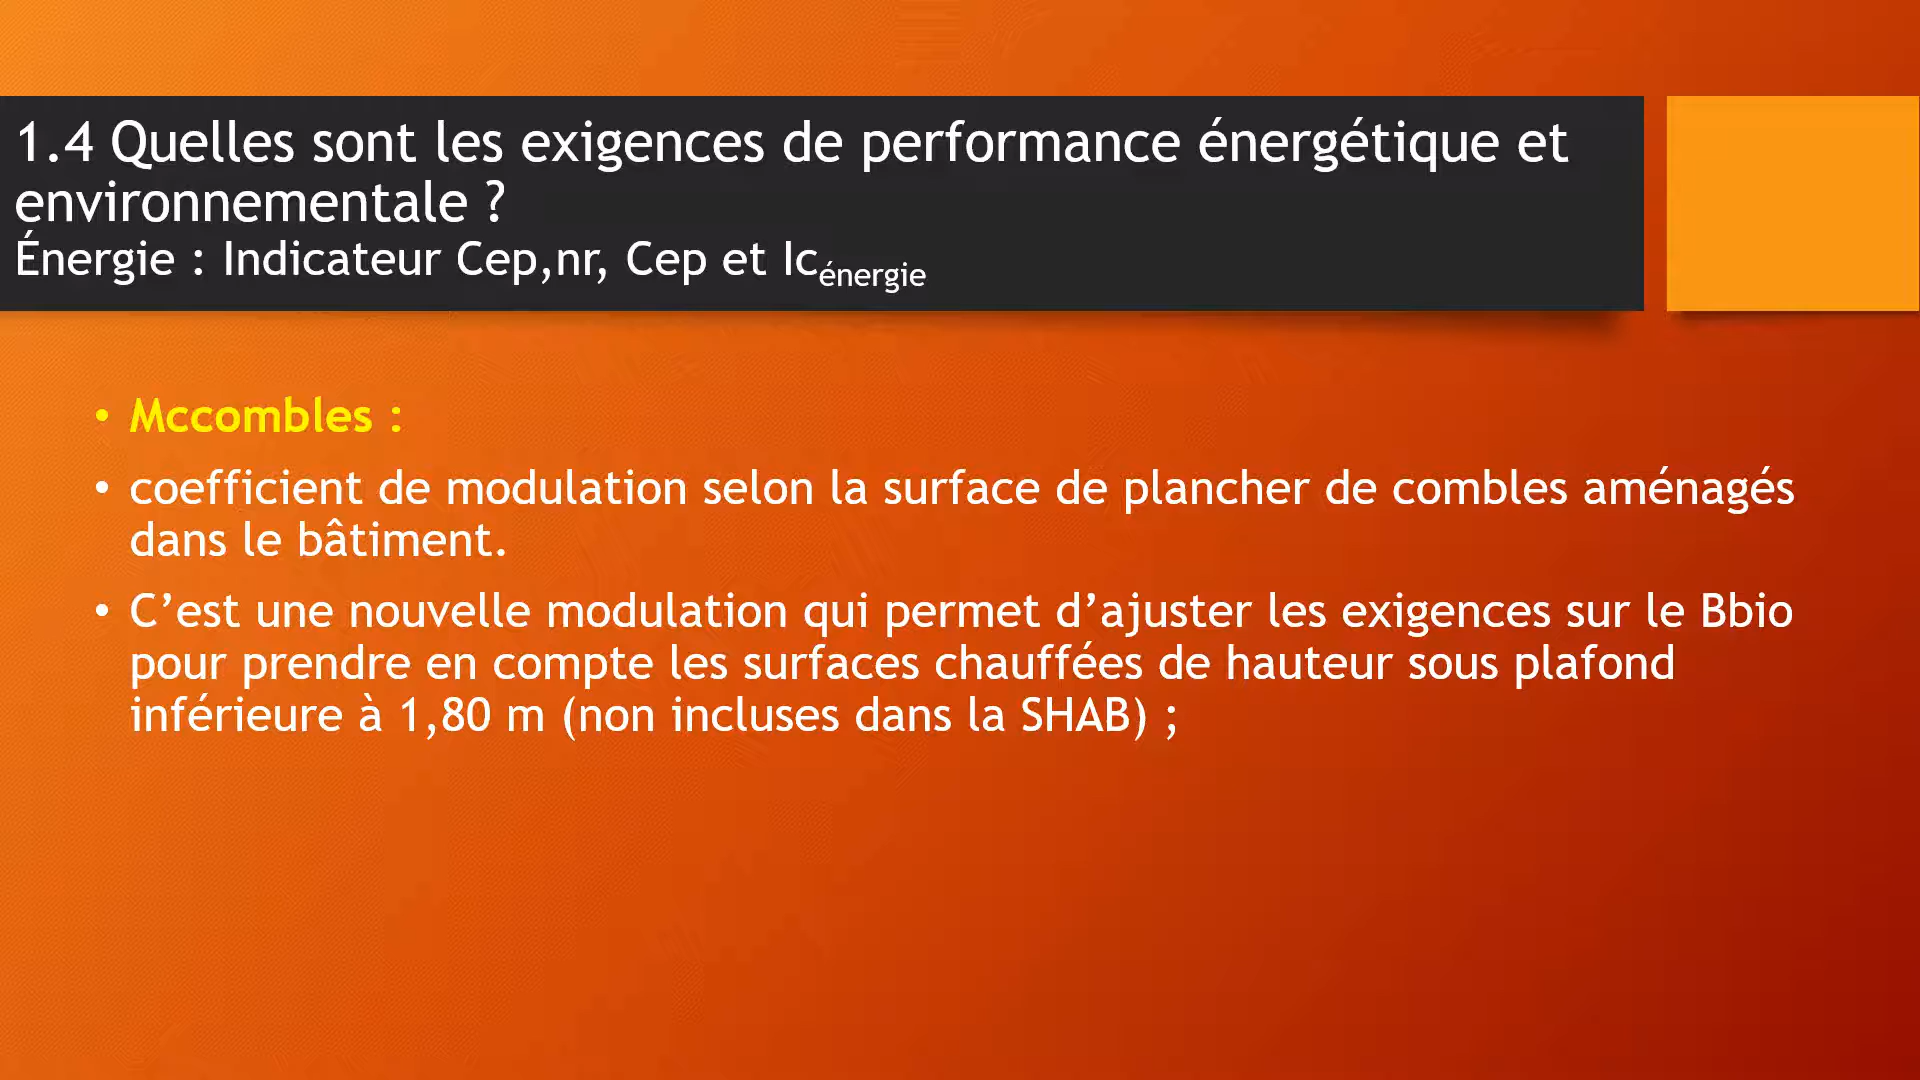 1.4 Quelles sont les exigences de performance énergétique et
environnementale ?
Énergie : Indicateur Cep,nr, Cep et Icénergie
• Mccombles :
• coefficient de modulation selon la surface de plancher de combles aménagés
dans le bâtiment.
• C’est une nouvelle modulation qui permet d’ajuster les exigences sur le Bbio
pour prendre en compte les surfaces chauffées de hauteur sous plafond
inférieure à 1,80 m (non incluses dans la SHAB) ;